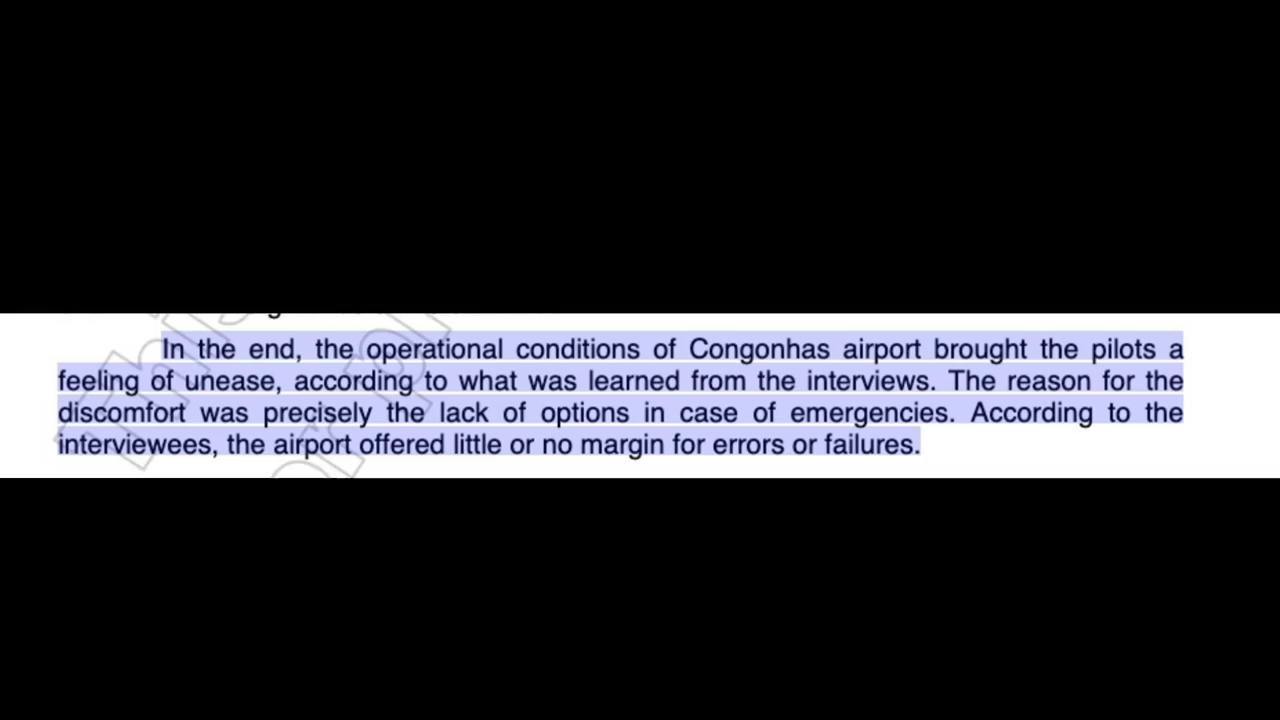 In the end, the operational conditions of Congonhas airport brought the pilots a
feeling of unease, according to what was learned from the interviews. The reason for the
discomfort was precisely the lack of options in case of emergencies. According to the
interviewees, the airport offered little or no margin for errors or failures.